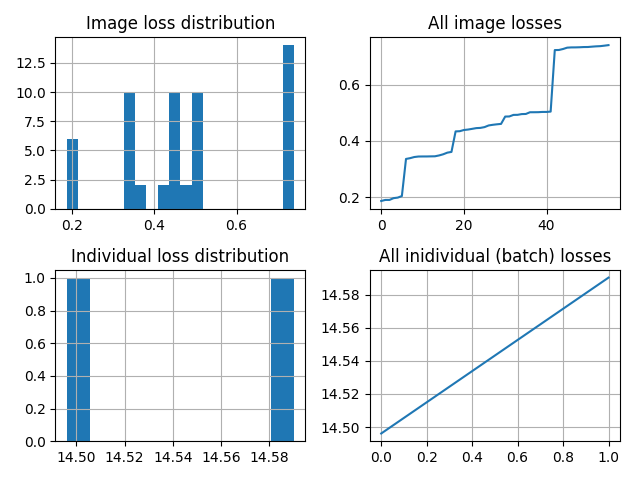 Image loss distribution
12.5
10.0
7.5
5.0
2.5
0.0
0.2 0.4 0.6
All image losses
0.6
0.4
0.2
0 20 40
Individual loss distribution
1.0
0.8
0.6
0.4
0.2
0.0
14.50 14.52 14.54 14.56 14.58
All inidividual (batch) losses
14.58
14.56
14.54
14.52
14.50
0.0 0.2 0.4 0.6 0.8 1.0